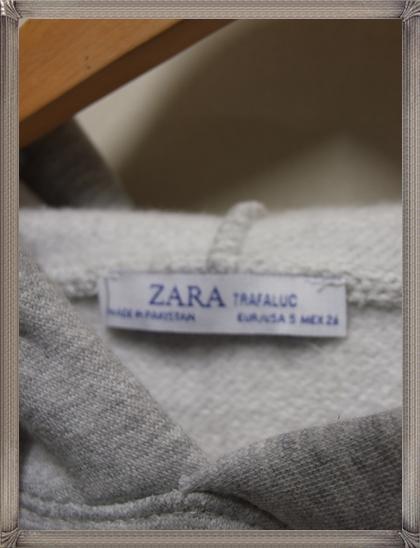 ZARA TRAFALUC
MADE IN PAKISTAN EUR/USA S MEX 26